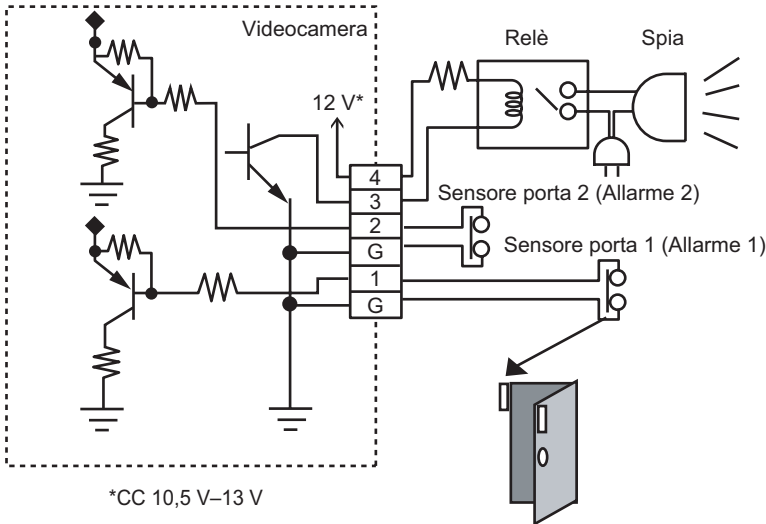 Videocamera
Relè
Spia
12 V*
4
3
Sensore porta 2 (Allarme 2)
2
G
Sensore porta 1 (Allarme 1)
1
G
*CC 10,5 V–13 V